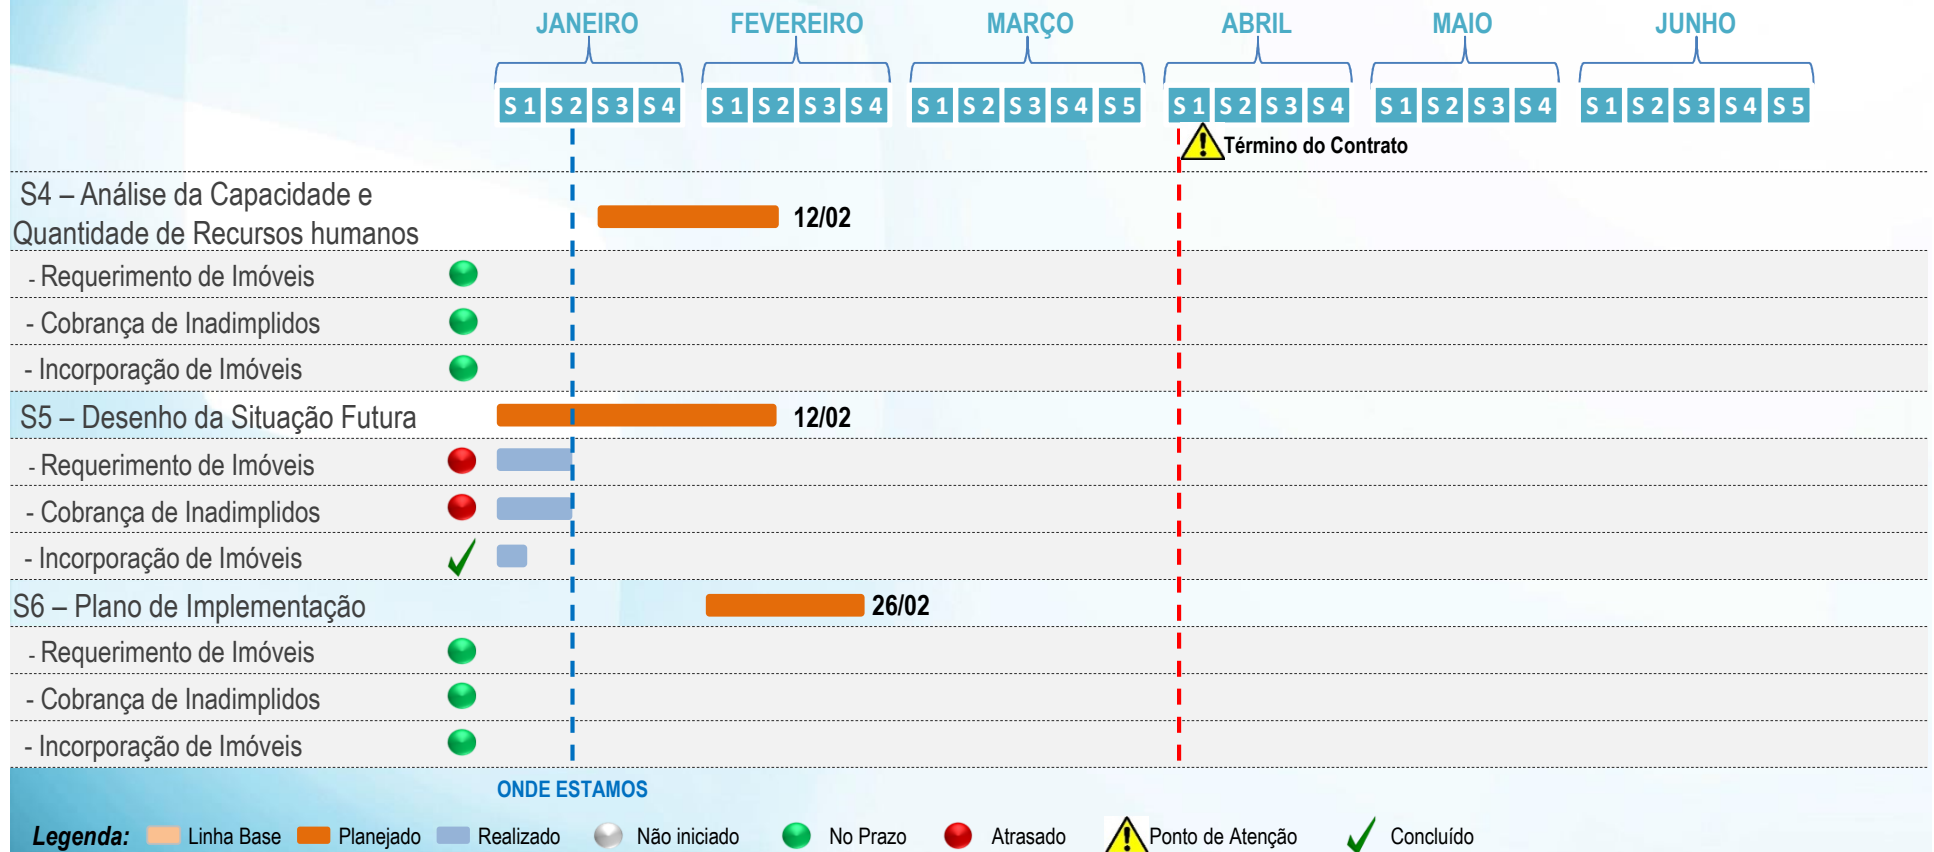 JANEIRO FEVEREIRO MARÇO ABRIL MAIO JUNHO
S 1 S 2 S 3 S 4 S 1 S 2 S 3 S 4 S 1 S 2 S 3 S 4 S 5 S 1 S 2 S 3 S 4 S 1 S 2 S 3 S 4 S 1 S 2 S 3 S 4 S 5
Término do Contrato
S4 – Análise da Capacidade e
Quantidade de Recursos humanos
12/02
- Requerimento de Imóveis
- Cobrança de Inadimplidos
- Incorporação de Imóveis
S5 – Desenho da Situação Futura 12/02
- Requerimento de Imóveis
- Cobrança de Inadimplidos
- Incorporação de Imóveis
S6 – Plano de Implementação 26/02
- Requerimento de Imóveis
- Cobrança de Inadimplidos
- Incorporação de Imóveis
ONDE ESTAMOS
Legenda: Linha Base Planejado Realizado Não iniciado No Prazo Atrasado Ponto de Atenção Concluído